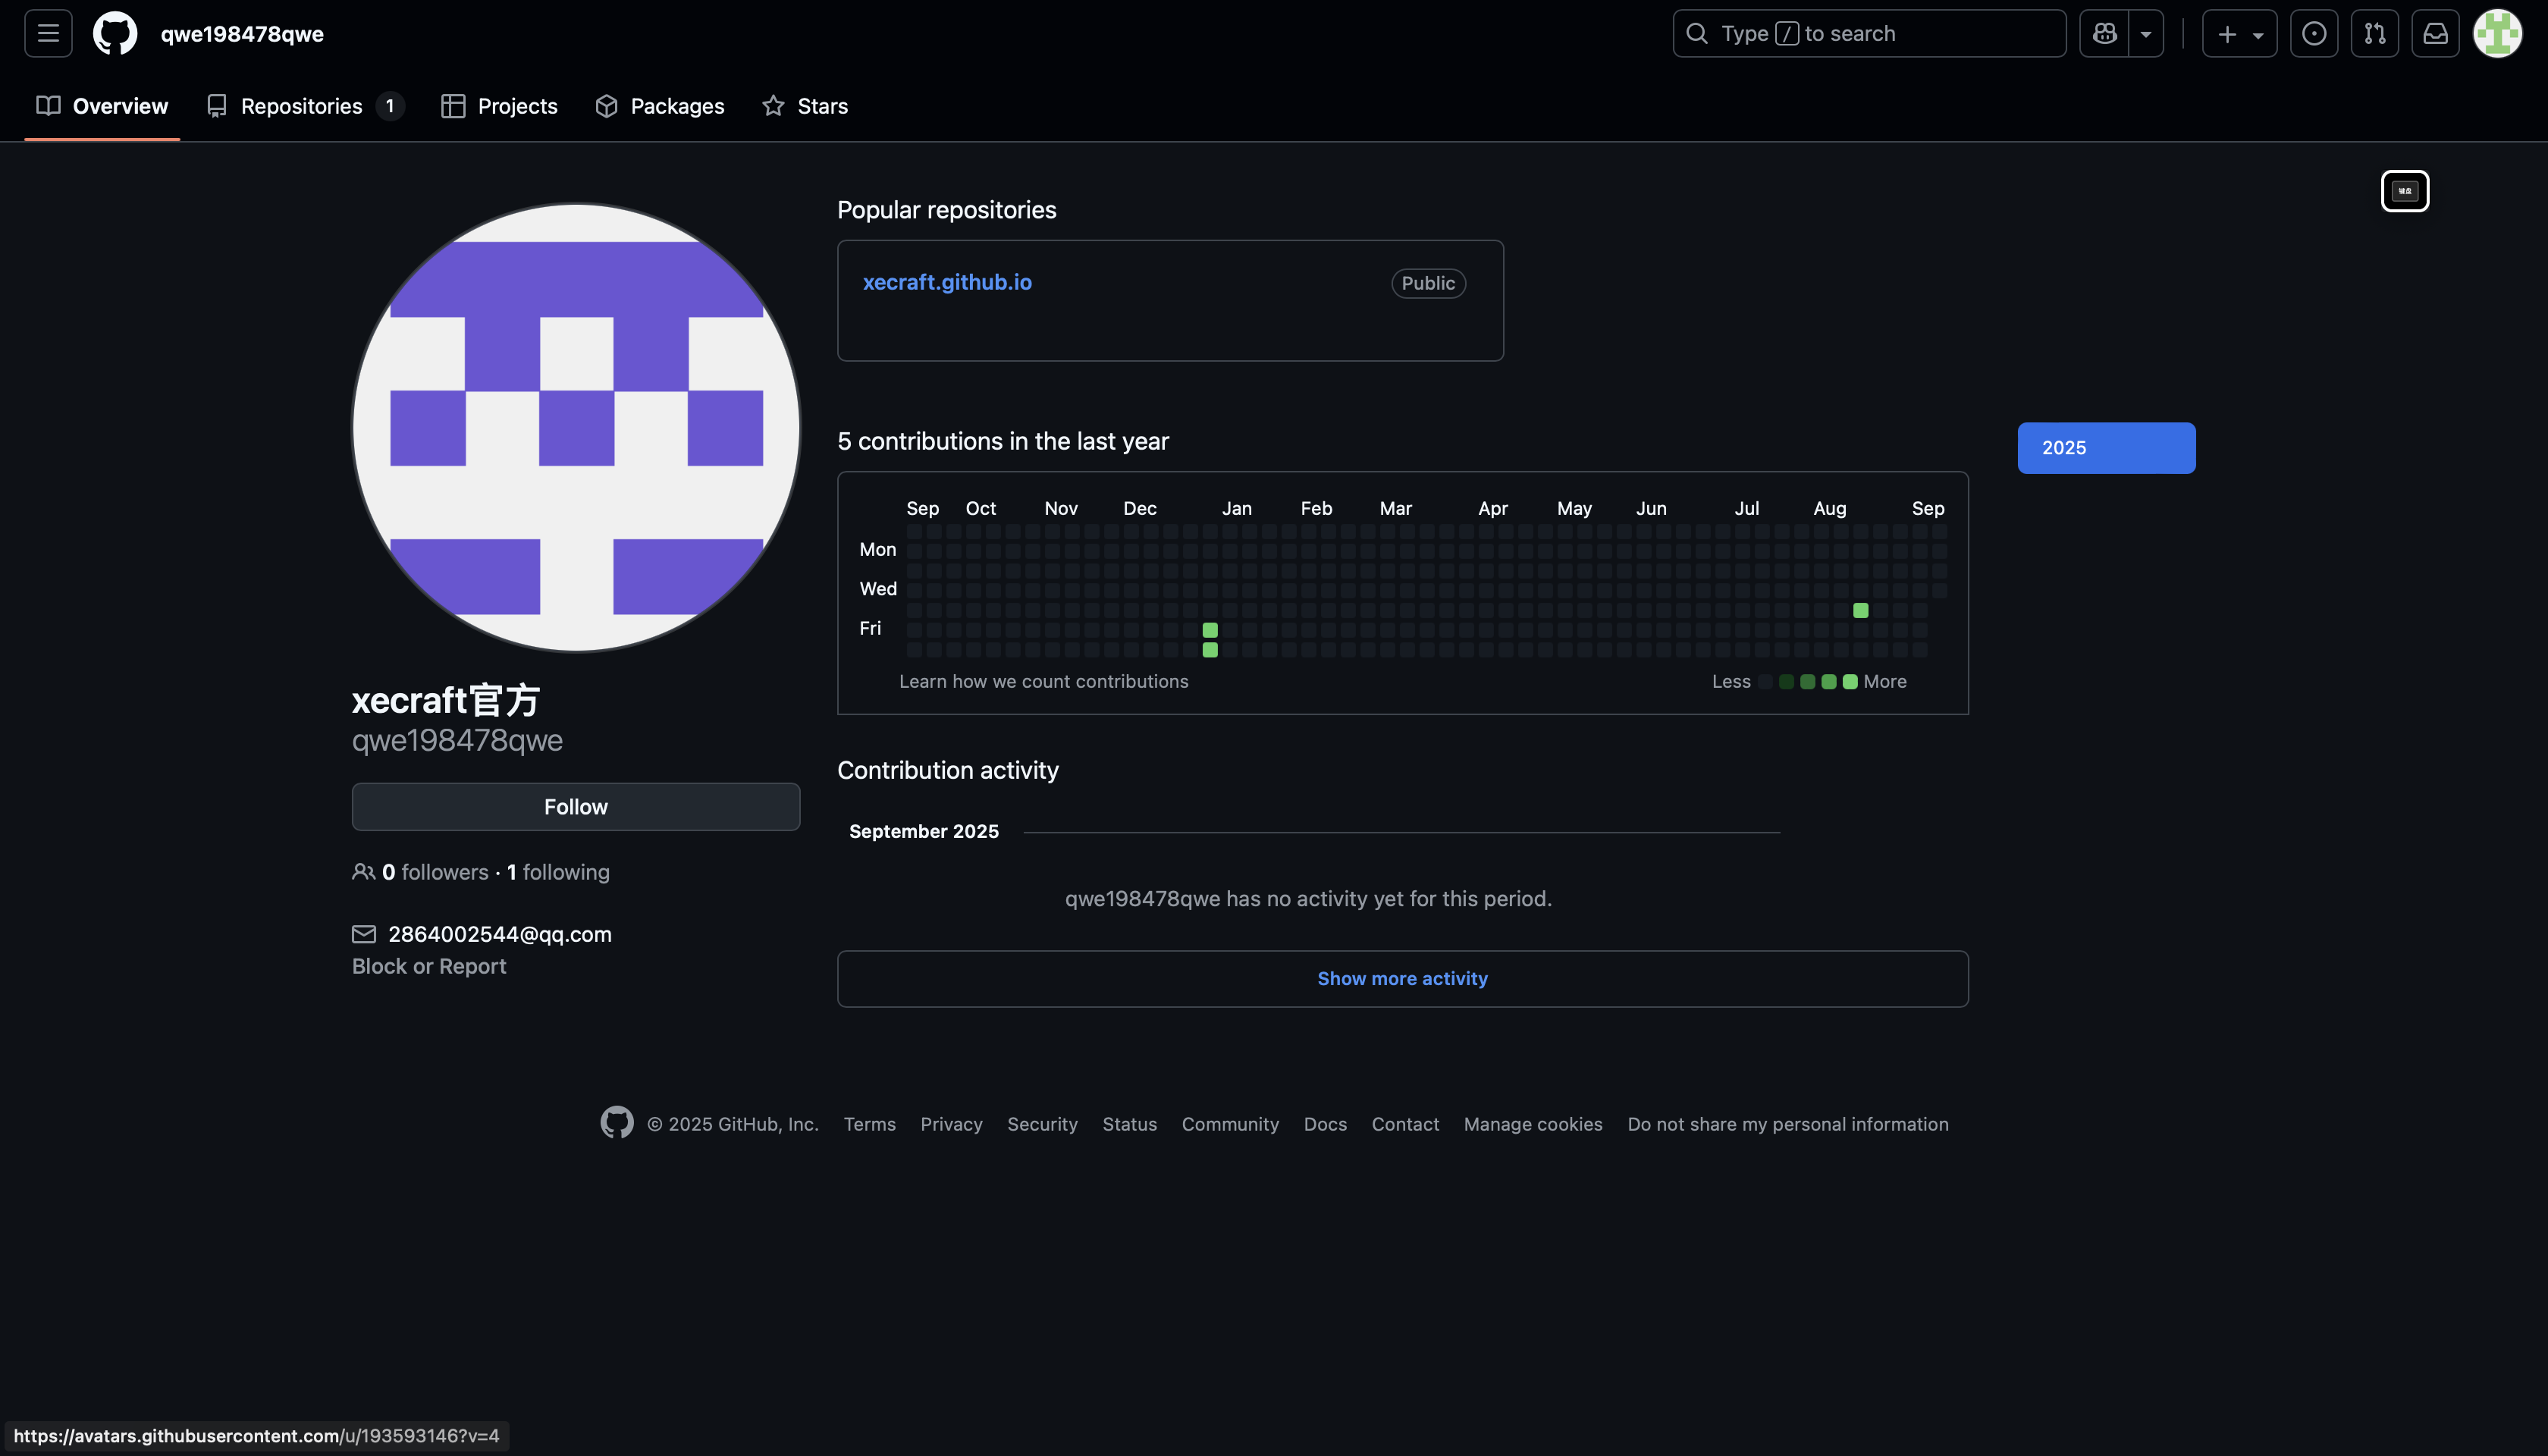 qwe198478qwe
Type / to search
Overview
Repositories 1
Projects
Packages
Stars
键盘
Popular repositories
xecraft.github.io
Public
5 contributions in the last year
2025
Sep Oct Nov Dec Jan Feb Mar Apr May Jun Jul Aug Sep
Mon
Wed
Fri
Learn how we count contributions
Less
More
xecraft官方
qwe198478qwe
Follow
0 followers · 1 following
2864002544@qq.com
Block or Report
Contribution activity
September 2025
qwe198478qwe has no activity yet for this period.
Show more activity
© 2025 GitHub, Inc.
Terms
Privacy
Security
Status
Community
Docs
Contact
Manage cookies
Do not share my personal information
https://avatars.githubusercontent.com/u/193593146?v=4